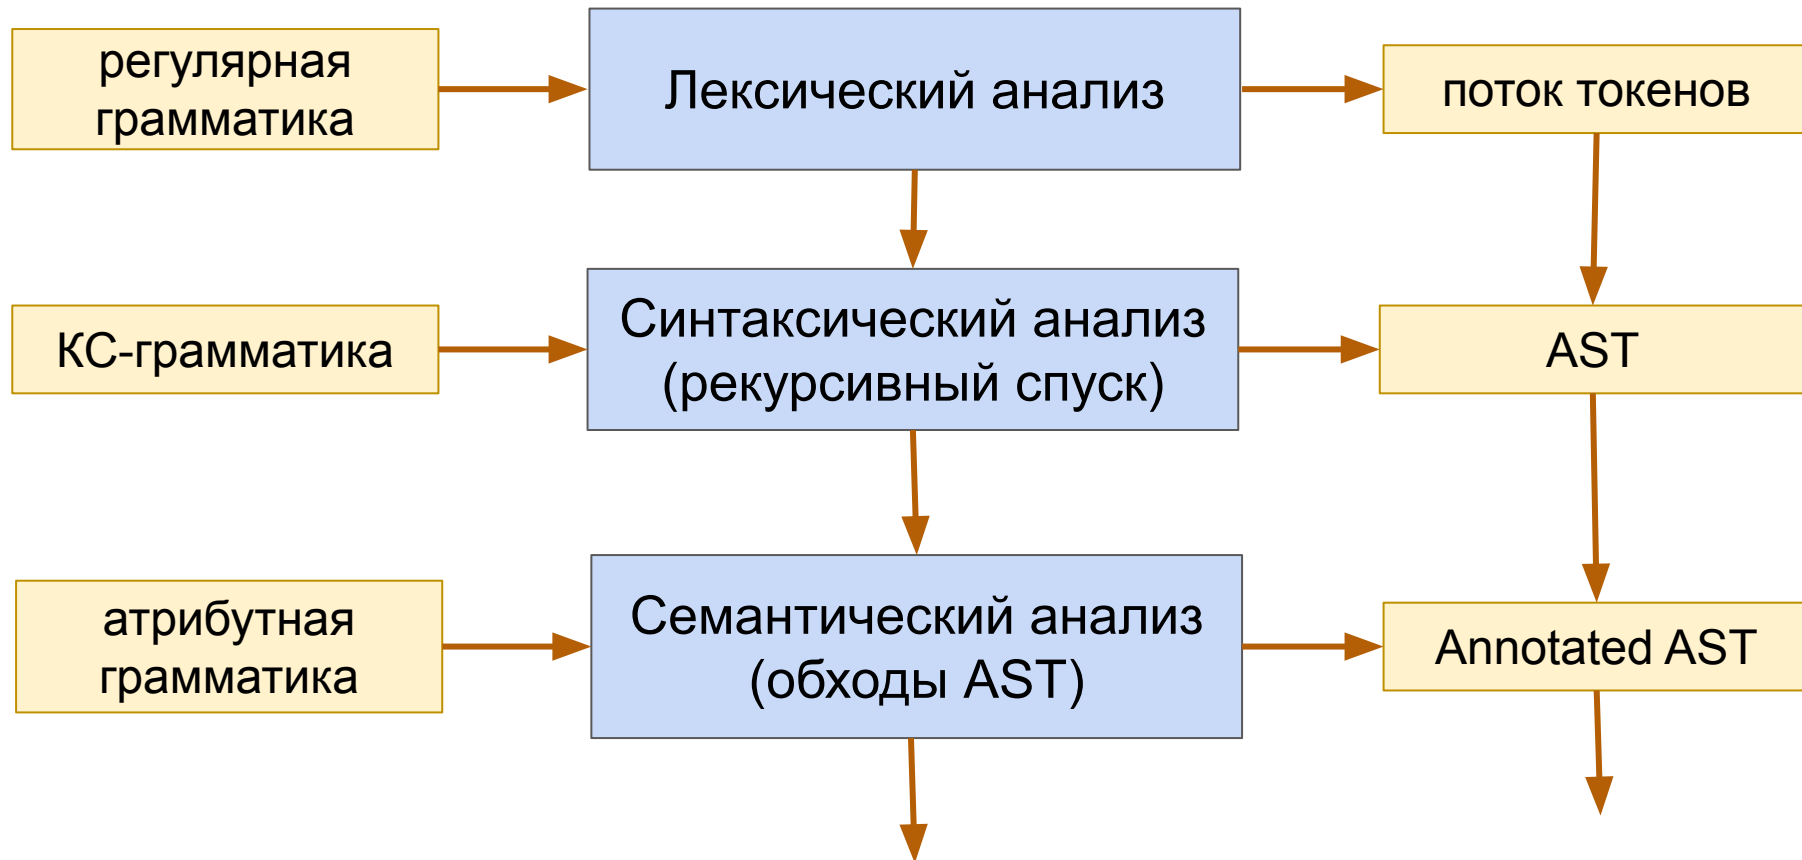 регулярная
грамматика
Лексический анализ
поток токенов
КС-грамматика
Синтаксический анализ
(рекурсивный спуск)
AST
атрибутная
грамматика
Семантический анализ
(обходы AST)
Annotated AST